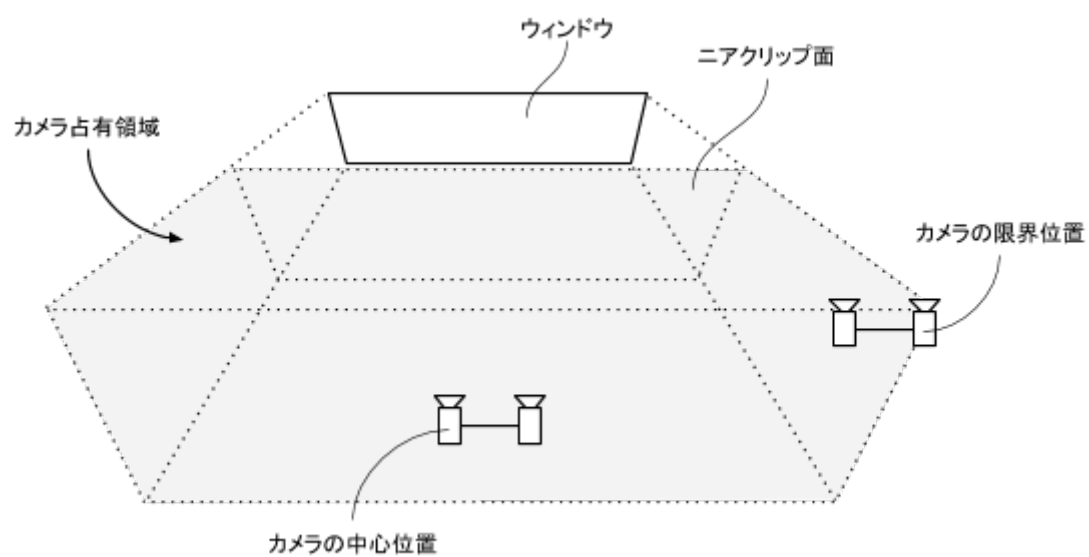 ウィンドウ
ニアクリップ面
カメラ占有領域
カメラの限界位置
カメラの中心位置